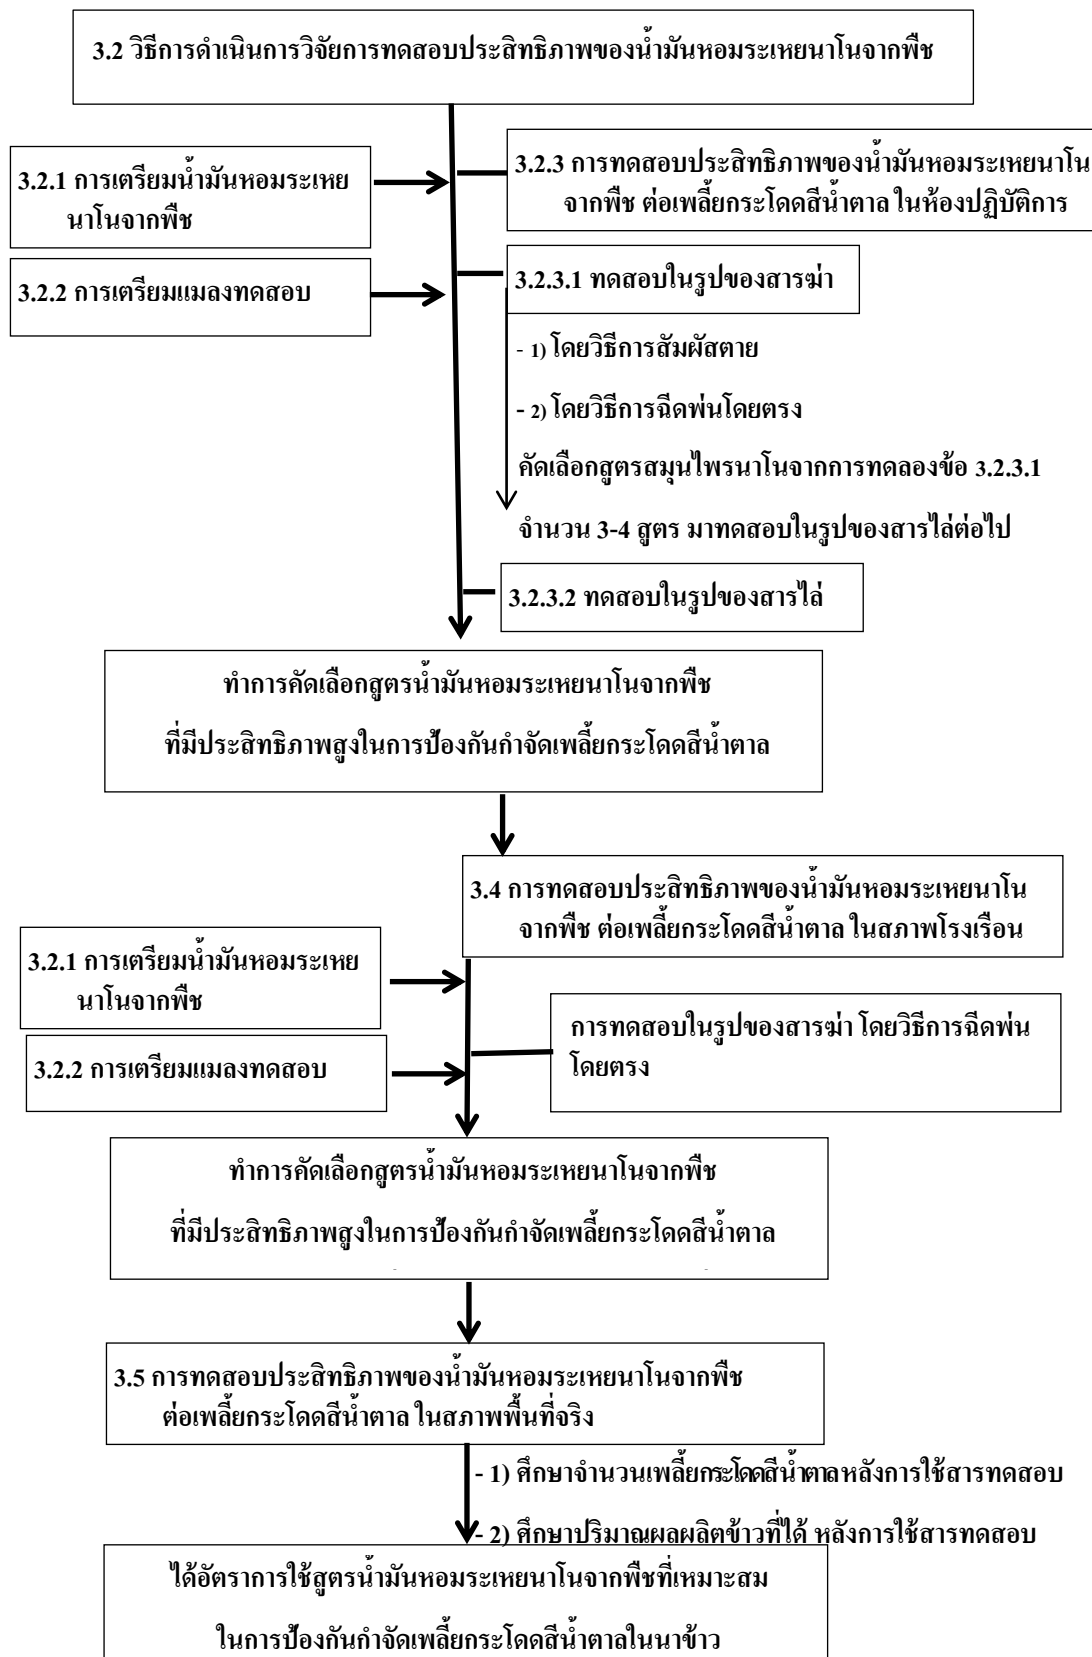 3.2 วิธีการดำเนินการวิจัยการทดสอบประสิทธิภาพของน้ำมันหอมระเหยนาโนจากพืช
3.2.1 การเตรียมน้ำมันหอมระเหย
นาโนจากพืช
3.2.2 การเตรียมแมลงทดสอบ
3.2.3 การทดสอบประสิทธิภาพของน้ำมันหอมระเหยนาโน
จากพืช ต่อเพลี้ยกระโดดสีน้ำตาล ในห้องปฏิบัติการ
3.2.3.1 ทดสอบในรูปของสารฆ่า
- 1) โดยวิธีการสัมผัสตาย
- 2) โดยวิธีการฉีดพ่นโดยตรง
คัดเลือกสูตรสมุนไพรนาโนจากการทดลองข้อ 3.2.3.1
จำนวน 3-4 สูตร มาทดสอบในรูปของสารไล่ต่อไป
3.2.3.2 ทดสอบในรูปของสารไล่
ทำการคัดเลือกสูตรน้ำมันหอมระเหยนาโนจากพืช
ที่มีประสิทธิภาพสูงในการป้องกันกำจัดเพลี้ยกระโดดสีน้ำตาล
3.4 การทดสอบประสิทธิภาพของน้ำมันหอมระเหยนาโน
จากพืช ต่อเพลี้ยกระโดดสีน้ำตาล ในสภาพโรงเรือน
3.2.1 การเตรียมน้ำมันหอมระเหย
นาโนจากพืช
3.2.2 การเตรียมแมลงทดสอบ
การทดสอบในรูปของสารฆ่า โดยวิธีการฉีดพ่น
โดยตรง
ทำการคัดเลือกสูตรน้ำมันหอมระเหยนาโนจากพืช
ที่มีประสิทธิภาพสูงในการป้องกันกำจัดเพลี้ยกระโดดสีน้ำตาล
3.5 การทดสอบประสิทธิภาพของน้ำมันหอมระเหยนาโนจากพืช
ต่อเพลี้ยกระโดดสีน้ำตาล ในสภาพพื้นที่จริง
- 1) ศึกษาจำนวนเพลี้ยกระโดดสีน้ำตาลหลังการใช้สารทดสอบ
- 2) ศึกษาปริมาณผลผลิตข้าวที่ได้ หลังการใช้สารทดสอบ
ได้อัตราการใช้สูตรน้ำมันหอมระเหยนาโนจากพืชที่เหมาะสม
ในการป้องกันกำจัดเพลี้ยกระโดดสีน้ำตาลในนาข้าว